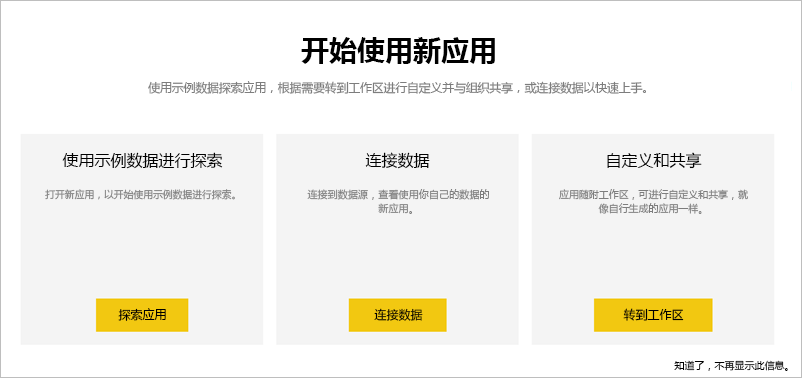 开始使用新应用
使用示例数据探索应用，根据需要转到工作区进行自定义并与组织共享，或连接数据以快速上手。
使用示例数据进行探索
打开新应用，以开始使用示例数据进行探索。
探索应用
连接数据
连接到数据源，查看使用你自己的数据的
新应用。
连接数据
自定义和共享
应用随附工作区，可进行自定义和共享，就
像自行生成的应用一样。
转到工作区
知道了，不再显示此信息。